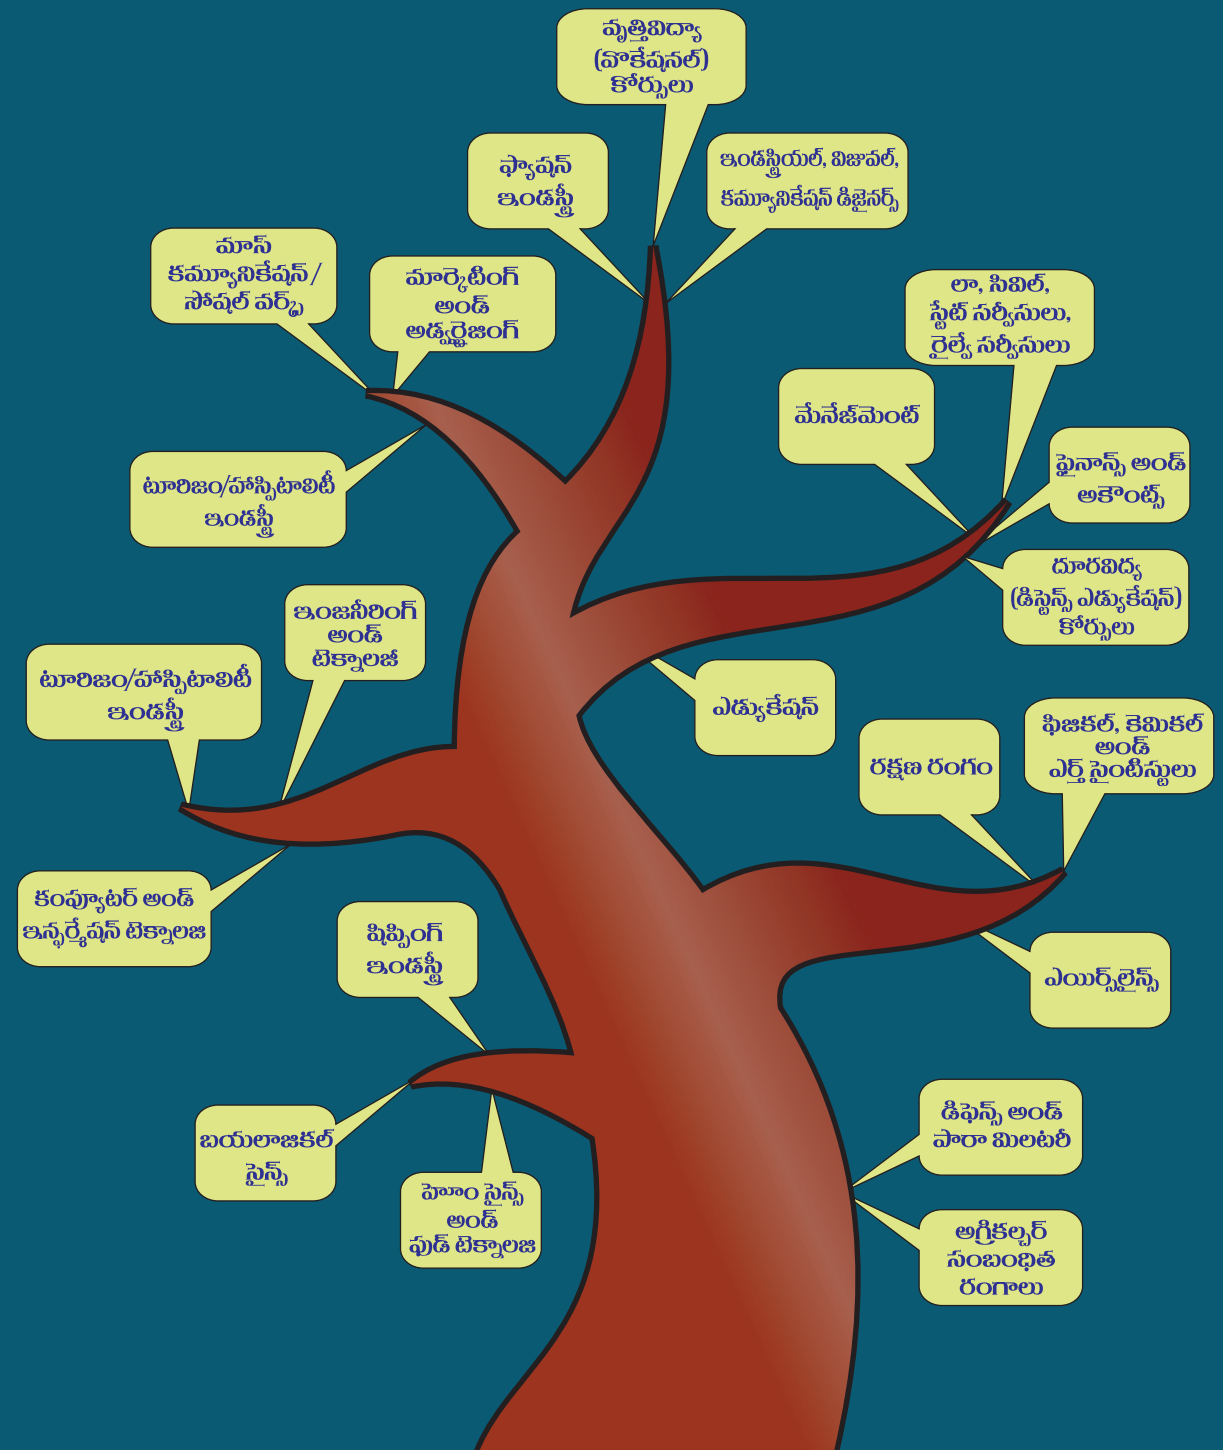 వృత్తివిద్యా
(వొకేషనల్)
కోర్సులు
ఫ్యాషన్
ఇండస్ట్రీ
ఇండస్ట్రియల్, విజువల్,
కమ్యూనికేషన్ డిజైనర్స్
మాస్
కమ్యూనికేషన్/
సోషల్ వర్క్
మార్కెటింగ్
అండ్
అడ్వర్టైజింగ్
లా, సివిల్,
స్టేట్ సర్వీసులు,
రైల్వే సర్వీసులు
మేనేజ్‌మెంట్
ఫైనాన్స్ అండ్
అకౌంట్స్
టూరిజం/హాస్పిటాలిటీ
ఇండస్ట్రీ
దూరవిద్య
(డిస్టెన్స్ ఎడ్యుకేషన్)
కోర్సులు
ఇంజనీరింగ్
అండ్
టెక్నాలజీ
టూరిజం/హాస్పిటాలిటీ
ఇండస్ట్రీ
ఎడ్యుకేషన్
రక్షణ రంగం
ఫిజికల్, కెమికల్
అండ్
ఎర్త్ సైంటిస్టులు
కంప్యూటర్ అండ్
ఇన్ఫర్మేషన్ టెక్నాలజి
షిప్పింగ్
ఇండస్ట్రీ
ఎయిర్స్‌లైన్స్
బయలాజికల్
సైన్స్
హెూం సైన్స్
అండ్
ఫుడ్ టెక్నాలజి
డిఫెన్స్ అండ్
పారా మిలటరీ
అగ్రికల్చర్
సంబంధిత
రంగాలు